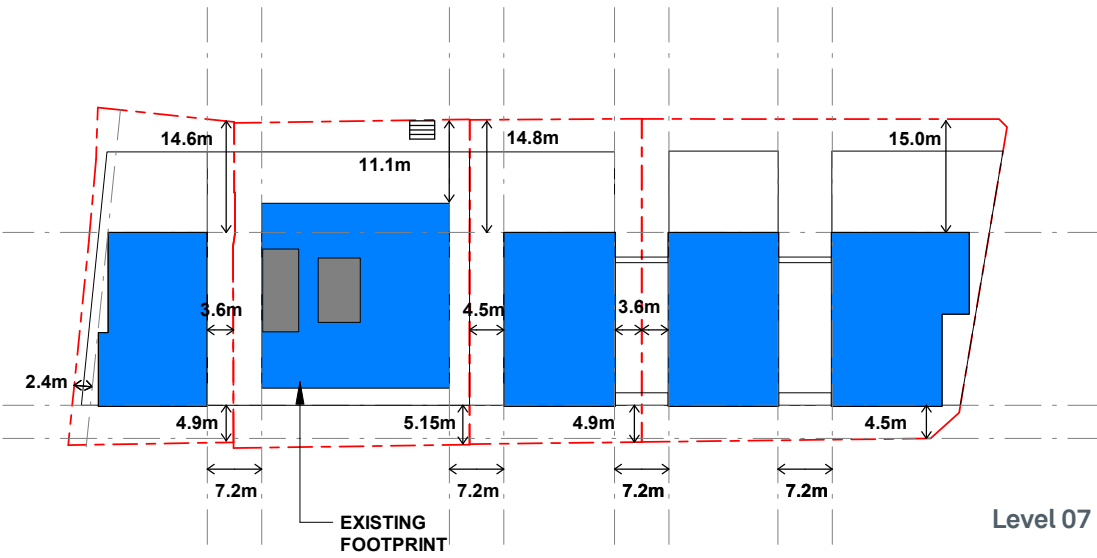 14.6m
11.1m
14.8m
15.0m
3.6m
4.5m
3.6m
2.4m
4.9m
5.15m
4.9m
4.5m
7.2m
7.2m
7.2m
7.2m
EXISTING
FOOTPRINT
Level 07